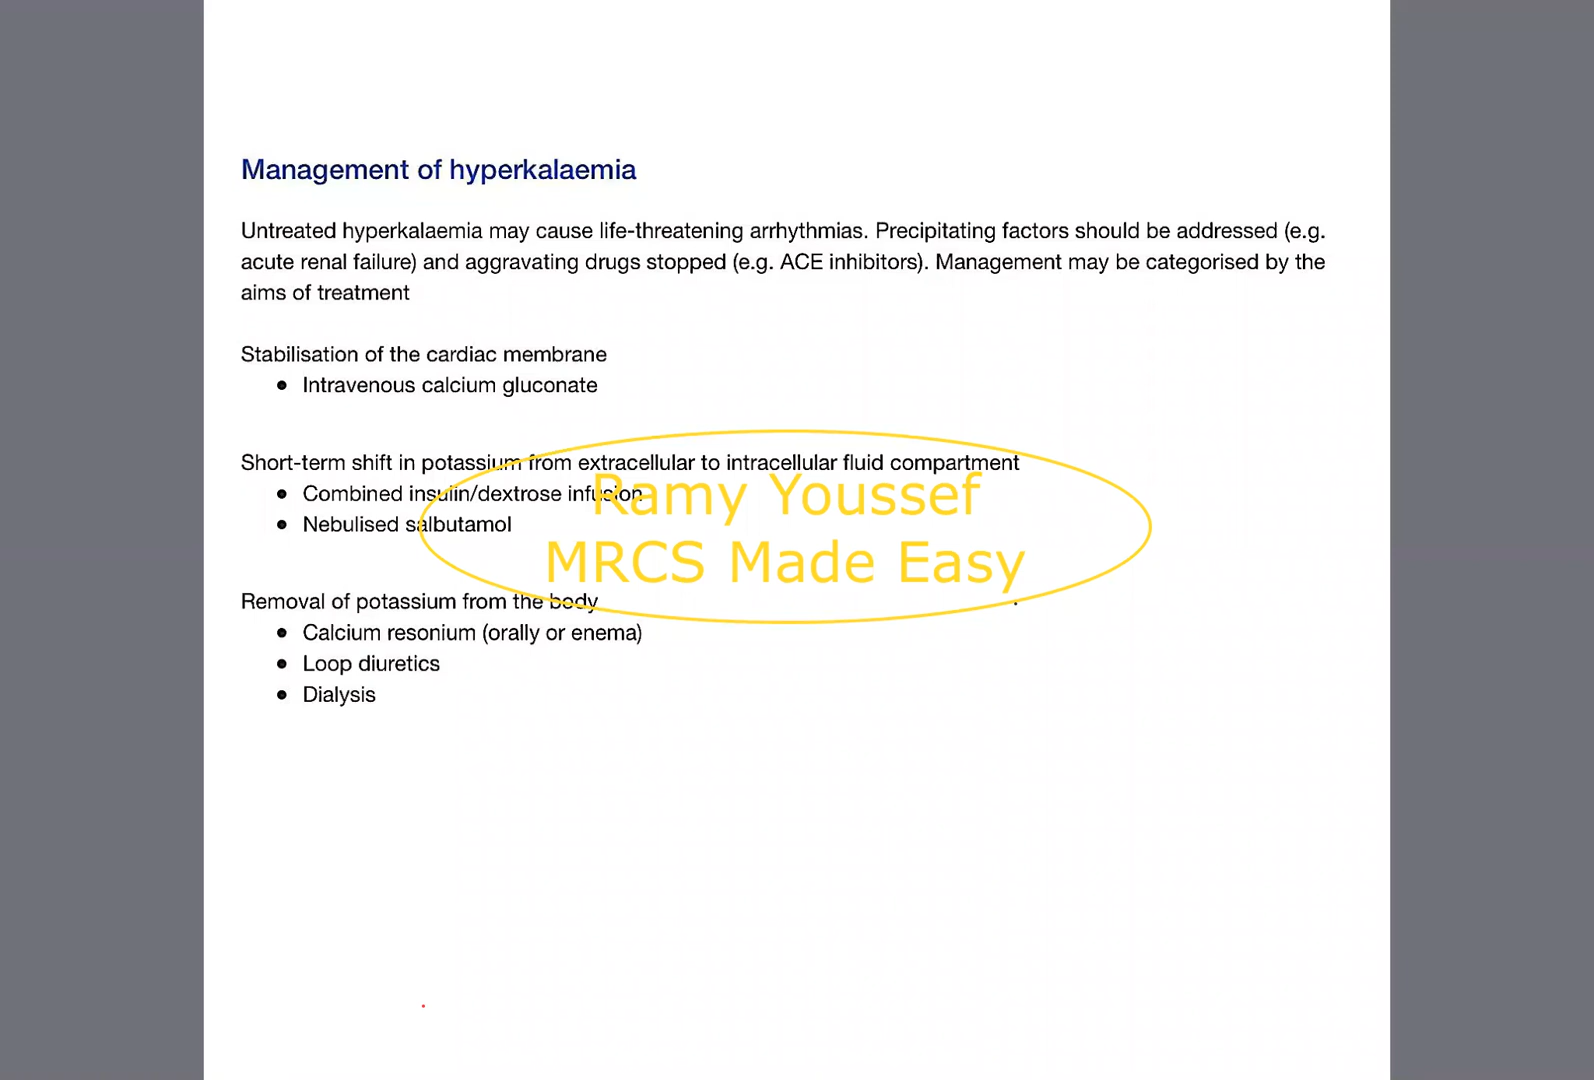 Management of hyperkalaemia
Untreated hyperkalaemia may cause life-threatening arrhythmias. Precipitating factors should be addressed (e.g.
acute renal failure) and aggravating drugs stopped (e.g. ACE inhibitors). Management may be categorised by the
aims of treatment
Stabilisation of the cardiac membrane
• Intravenous calcium gluconate
Short-term shift in potassium from extracellular to intracellular fluid compartment
• Combined insulin/dextrose infusion
• Nebulised salbutamol
Ramy Youssef
MRCS Made Easy
Removal of potassium from the body
• Calcium resonium (orally or enema)
• Loop diuretics
• Dialysis